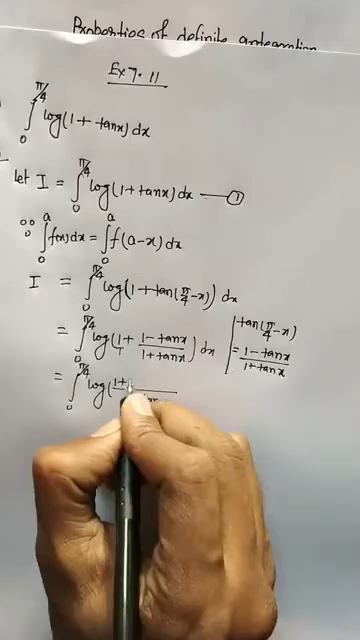 Properties of definite integration
Ex 7.11
∫₀^{π/4} log(1 + tanx) dx
let I = ∫₀^{π/4} log(1 + tanx) dx — ①
∵ ∫₀^a f(x) dx = ∫₀^a f(a-x) dx
I = ∫₀^{π/4} log(1 + tan(π/4 - x)) dx
= ∫₀^{π/4} log(1/1 + (1 - tanx)/(1 + tanx)) dx | tan(π/4 - x) = (1 - tanx)/(1 + tanx)
= ∫₀^{π/4} log((1+